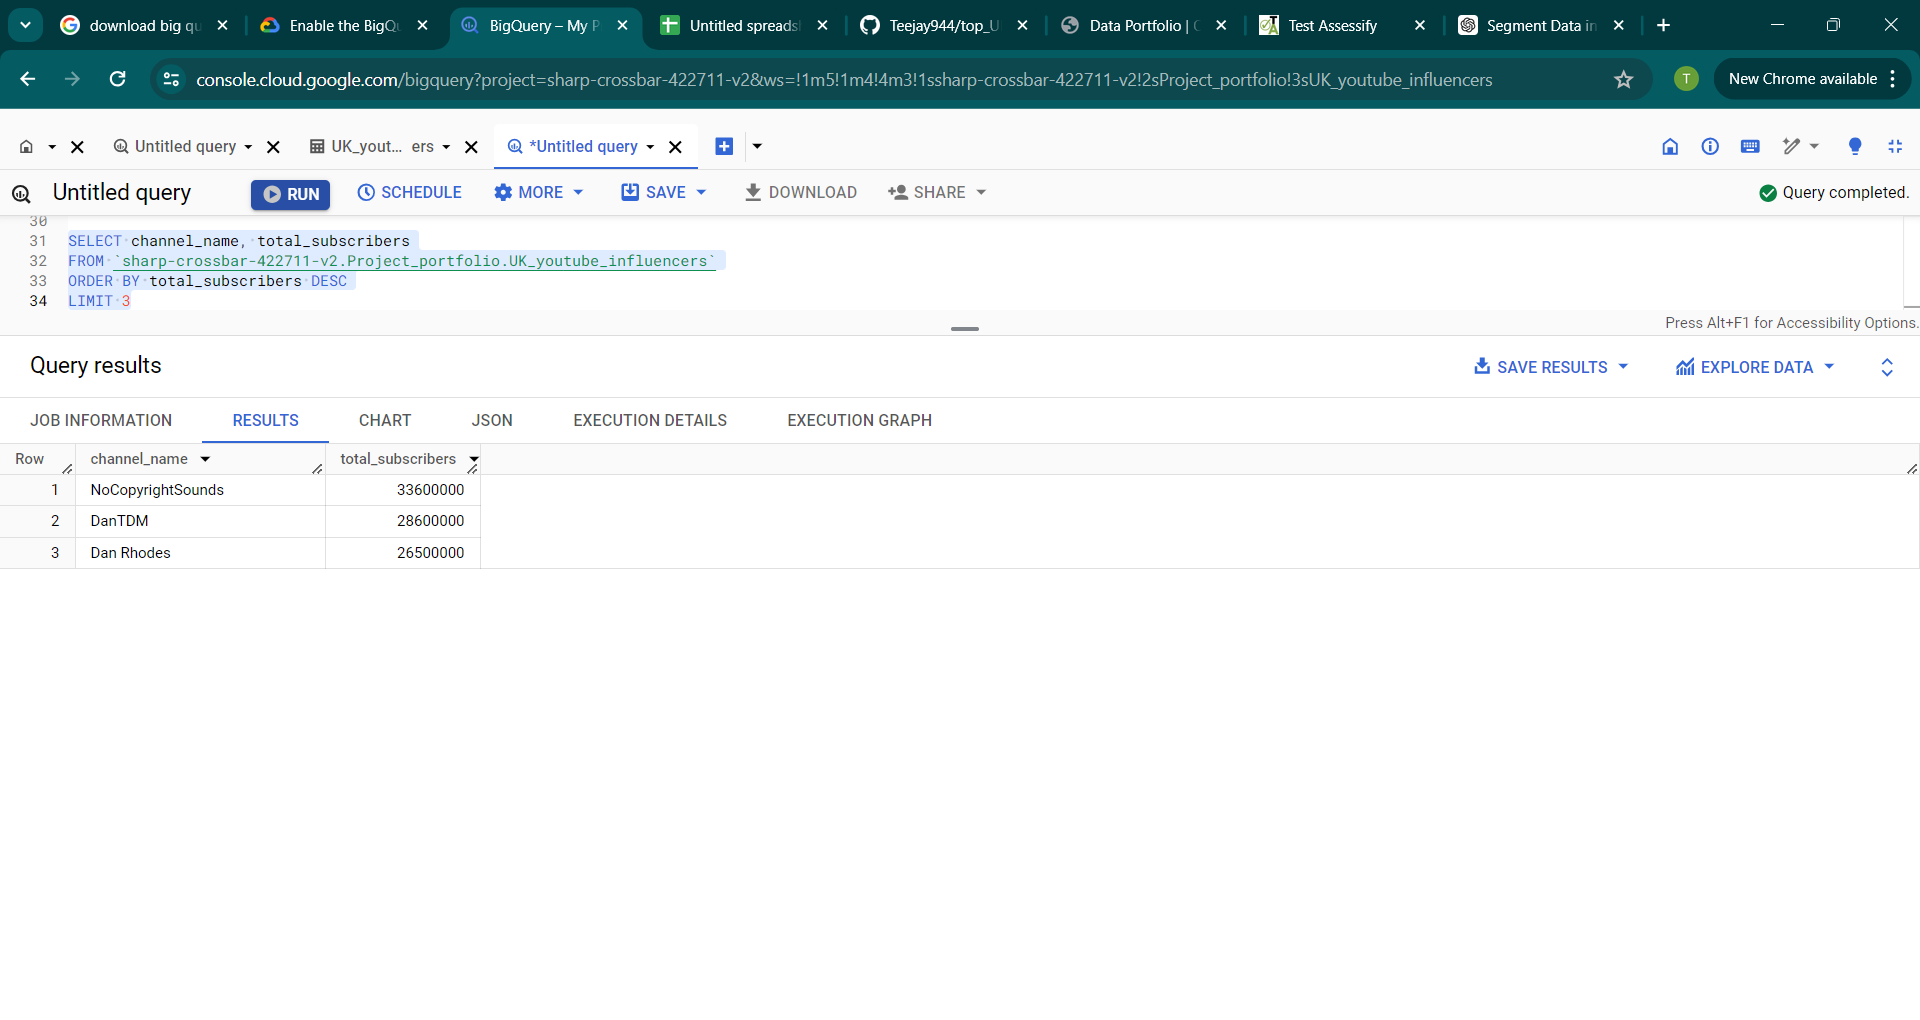 download big qu
Enable the BigQu
BigQuery – My P
Untitled spreads
Teejay944/top_U
Data Portfolio | C
Test Assessify
Segment Data in
console.cloud.google.com/bigquery?project=sharp-crossbar-422711-v2&ws=!1m5!1m4!4m3!1ssharp-crossbar-422711-v2!2sProject_portfolio!3sUK_youtube_influencers
T
New Chrome available
Untitled query
UK_yout... ers
*Untitled query
Untitled query
RUN
SCHEDULE
MORE
SAVE
DOWNLOAD
SHARE
Query completed.
30
31 SELECT channel_name, total_subscribers
32 FROM `sharp-crossbar-422711-v2.Project_portfolio.UK_youtube_influencers`
33 ORDER BY total_subscribers DESC
34 LIMIT 3
Press Alt+F1 for Accessibility Options.
Query results
SAVE RESULTS
EXPLORE DATA
JOB INFORMATION
RESULTS
CHART
JSON
EXECUTION DETAILS
EXECUTION GRAPH
Row channel_name total_subscribers
1 NoCopyrightSounds 33600000
2 DanTDM 28600000
3 Dan Rhodes 26500000